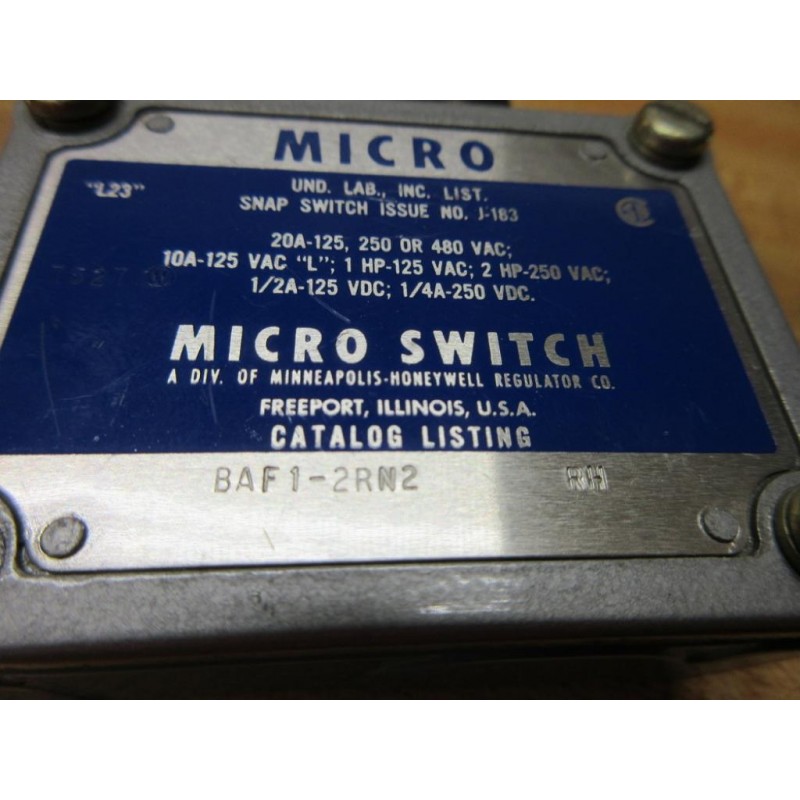 MICRO
"L23"
UND. LAB., INC. LIST.
SNAP SWITCH ISSUE NO. J-183
20A-125, 250 OR 480 VAC;
10A-125 VAC "L"; 1 HP-125 VAC; 2 HP-250 VAC;
1/2A-125 VDC; 1/4A-250 VDC.
MICRO SWITCH
A DIV. OF MINNEAPOLIS-HONEYWELL REGULATOR CO.
FREEPORT, ILLINOIS, U.S.A.
CATALOG LISTING
BAF1-2RN2 RH